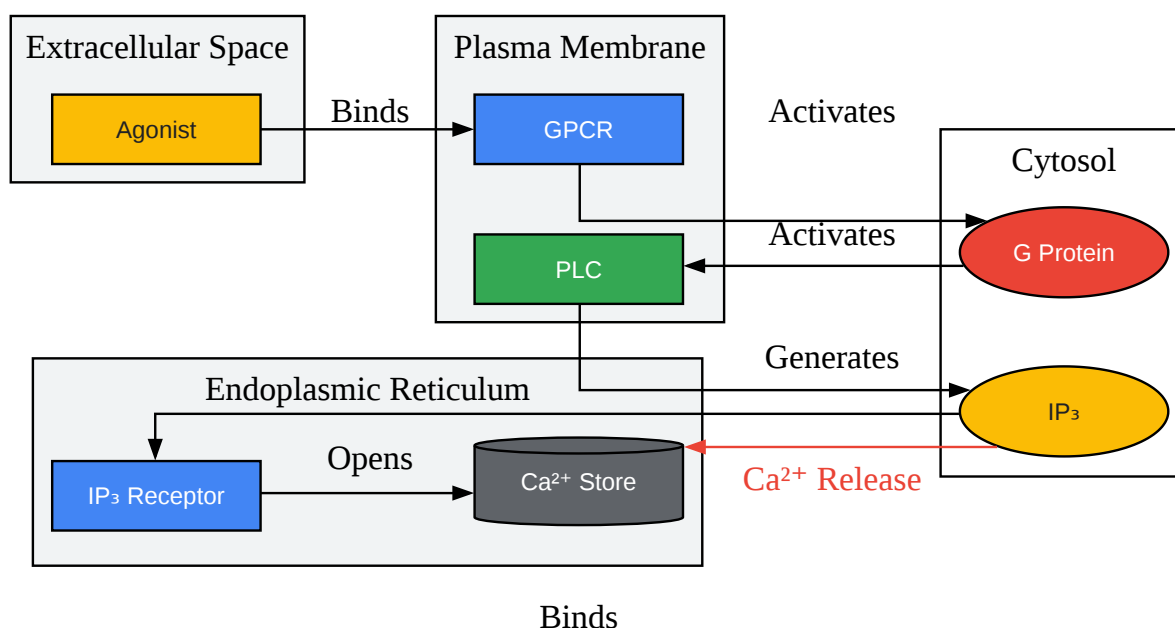 Extracellular Space
Plasma Membrane
Agonist
Binds
GPCR
Activates
Cytosol
PLC
Activates
G Protein
Endoplasmic Reticulum
Generates
IP₃
IP₃ Receptor
Opens
Ca²⁺ Store
Ca²⁺ Release
Binds